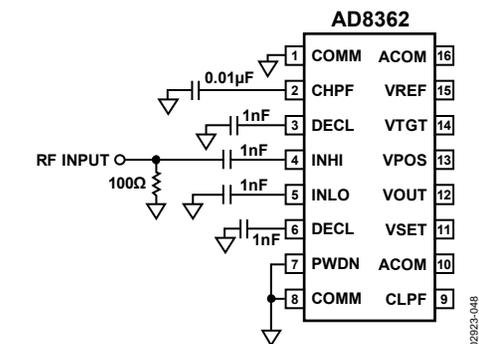 AD8362
1 COMM ACOM 16
0.01µF
2 CHPF VREF 15
1nF
3 DECL VTGT 14
1nF
RF INPUT 4 INHI VPOS 13
100Ω
1nF
5 INLO VOUT 12
6 DECL VSET 11
1nF
7 PWDN ACOM 10
8 COMM CLPF 9
02923-048